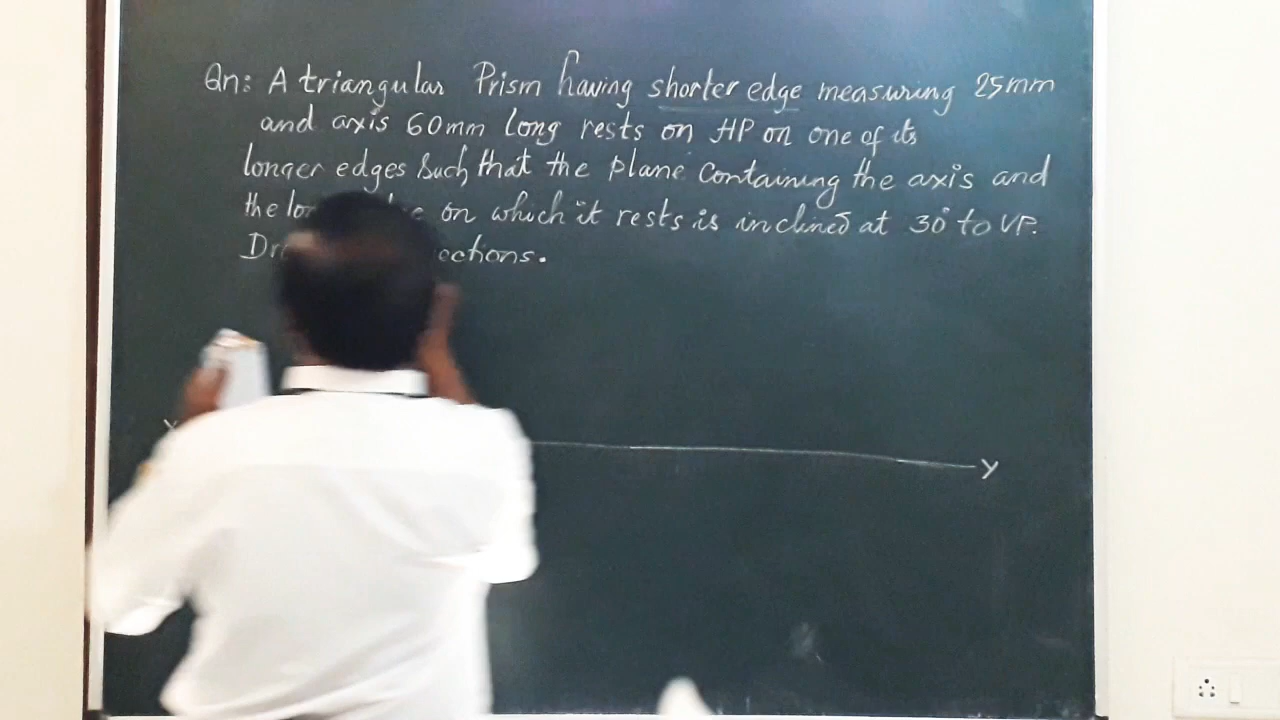 Qn: A triangular Prism having shorter edge measuring 25mm
and axis 60mm long rests on HP on one of its
longer edges such that the plane containing the axis and
the on which it rests is inclined at 30° to VP.
X Y